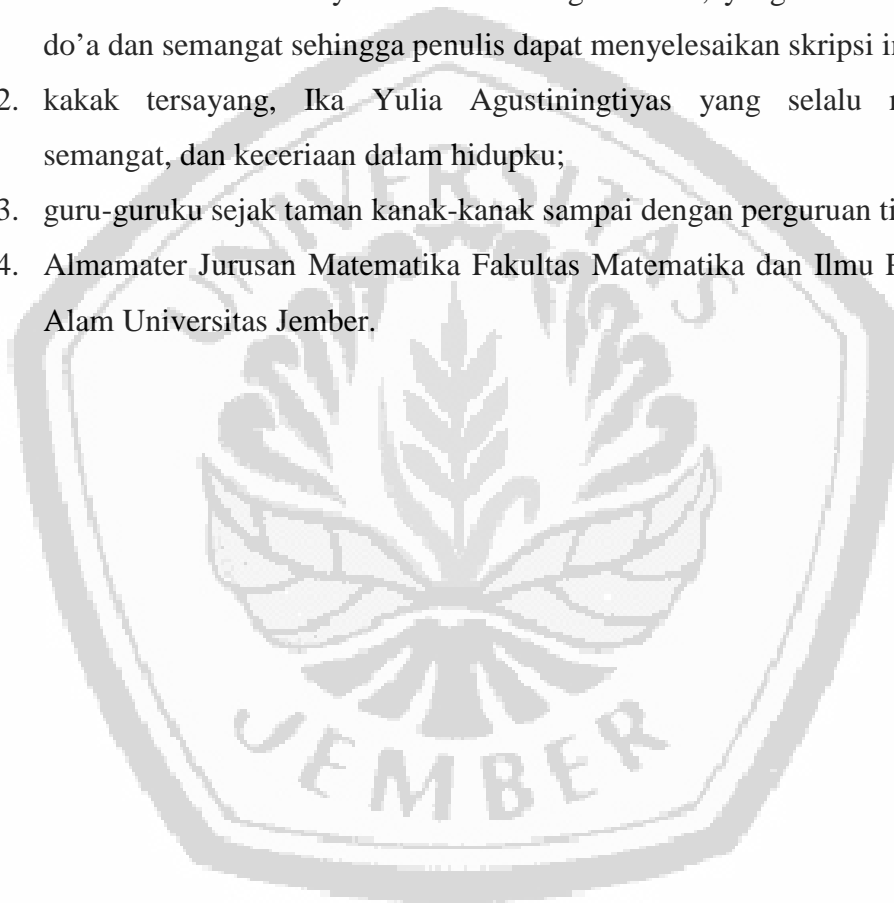 do’a dan semangat sehingga penulis dapat menyelesaikan skripsi
2. kakak tersayang, Ika Yulia Agustiningtiyas yang selalu
semangat, dan keceriaan dalam hidupku;
3. guru-guruku sejak taman kanak-kanak sampai dengan perguruan
4. Almamater Jurusan Matematika Fakultas Matematika dan Ilmu
Alam Universitas Jember.
UNIVERSITAS
JEMBER